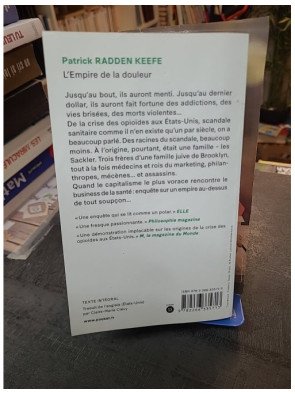 Patrick RADDEN KEEFE
L'Empire de la douleur
Jusqu'au bout, ils auront menti. Jusqu'au dernier
dollar, ils auront fait fortune des addictions, des
vies brisées, des morts violentes...
De la crise des opioïdes aux États-Unis, scandale
sanitaire comme il n'en existe qu'un par siècle, on a
beaucoup parlé. Des racines du scandale, beaucoup
moins. À l'origine, pourtant, était une famille - les
Sackler. Trois frères d'une famille juive de Brooklyn,
tout à la fois médecins et rois du marketing, philan-
thropes, mécènes... et assassins.
Quand le capitalisme le plus vorace rencontre le
business de la santé : enquête sur un empire au-dessus
de tout soupçon...
« Une enquête qui se lit comme un polar. » ELLE
« Une fresque passionnante. » Philosophie magazine
« Une démonstration implacable sur les origines de la crise des
opioïdes aux États-Unis. » M, le magazine du Monde
TEXTE INTÉGRAL
Traduit de l'anglais (États-Unis)
par Claire-Marie Clévy
www.pocket.fr
ISBN